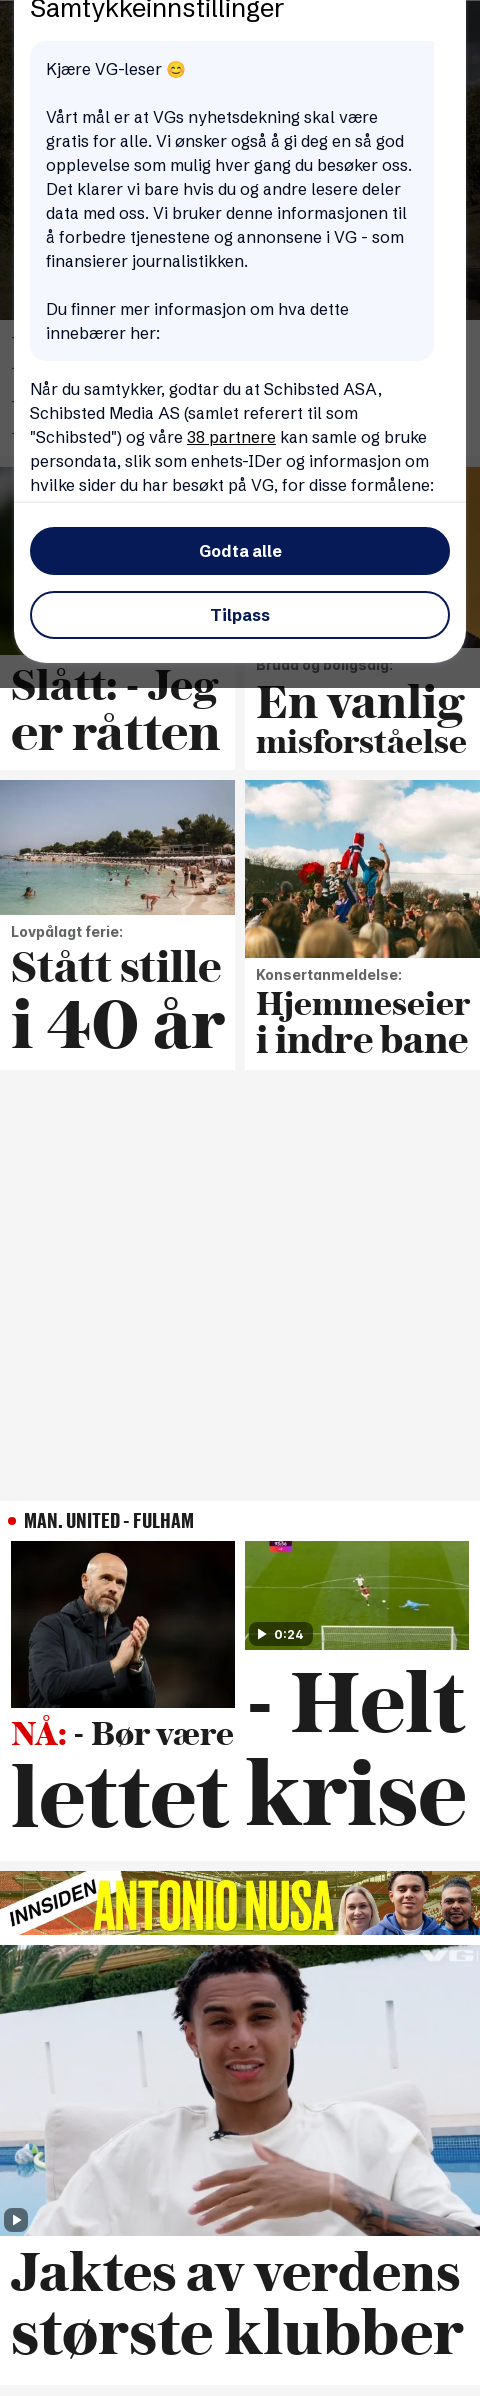 Samtykkeinnstillinger
Kjære VG-leser 😊
Vårt mål er at VGs nyhetsdekning skal være
gratis for alle. Vi ønsker også å gi deg en så god
opplevelse som mulig hver gang du besøker oss.
Det klarer vi bare hvis du og andre lesere deler
data med oss. Vi bruker denne informasjonen til
å forbedre tjenestene og annonsene i VG - som
finansierer journalistikken.
Du finner mer informasjon om hva dette
innebærer her:
Når du samtykker, godtar du at Schibsted ASA,
Schibsted Media AS (samlet referert til som
"Schibsted") og våre 38 partnere kan samle og bruke
persondata, slik som enhets-IDer og informasjon om
hvilke sider du har besøkt på VG, for disse formålene:
Godta alle
Tilpass
Slått: - Jeg
er råtten
Brudd og boligsalg:
En vanlig
misforståelse
Lovpålagt ferie:
Stått stille
i 40 år
Konsertanmeldelse:
Hjemmeseier
i indre bane
MAN. UNITED - FULHAM
NÅ: - Bør være
lettet
0:24
- Helt
krise
INNSIDEN
ANTONIO NUSA
VG
Jaktes av verdens
største klubber